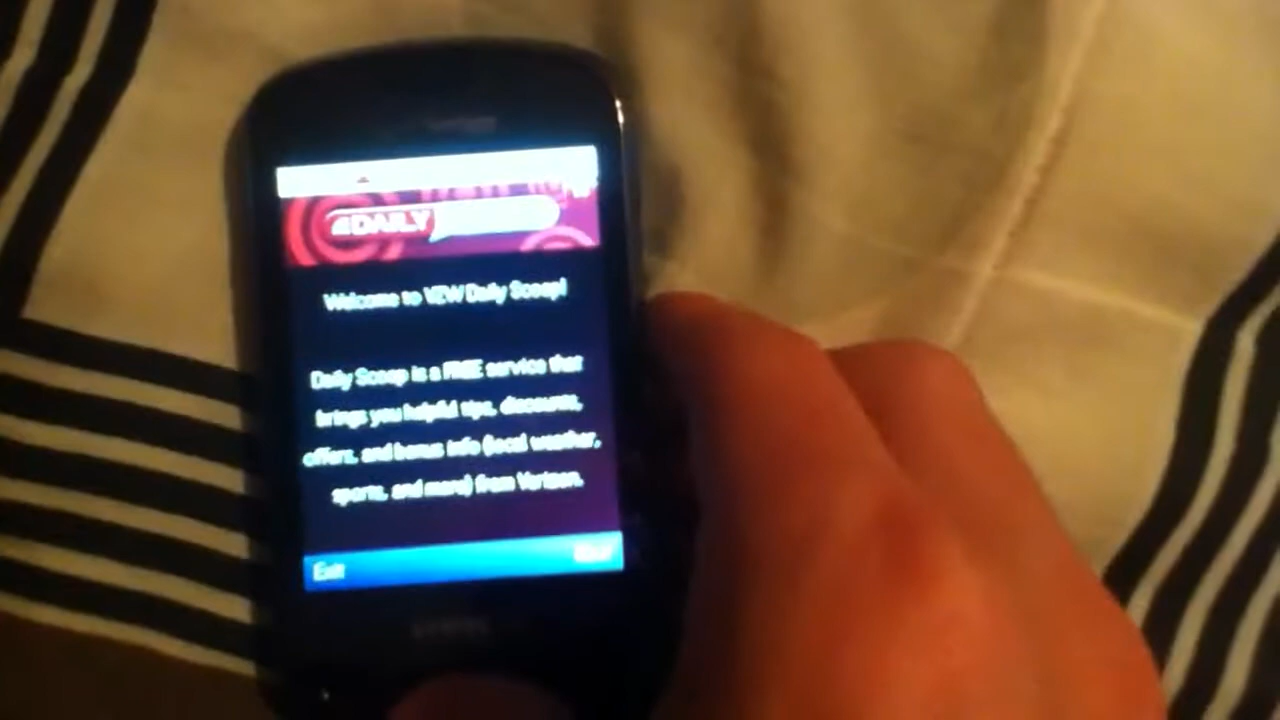 DAILY
Welcome to VZW Daily Scoop!
Daily Scoop is a FREE service that
brings you helpful tips, discounts,
offers, and bonus info (local weather,
sports, and more) from Verizon.
Exit